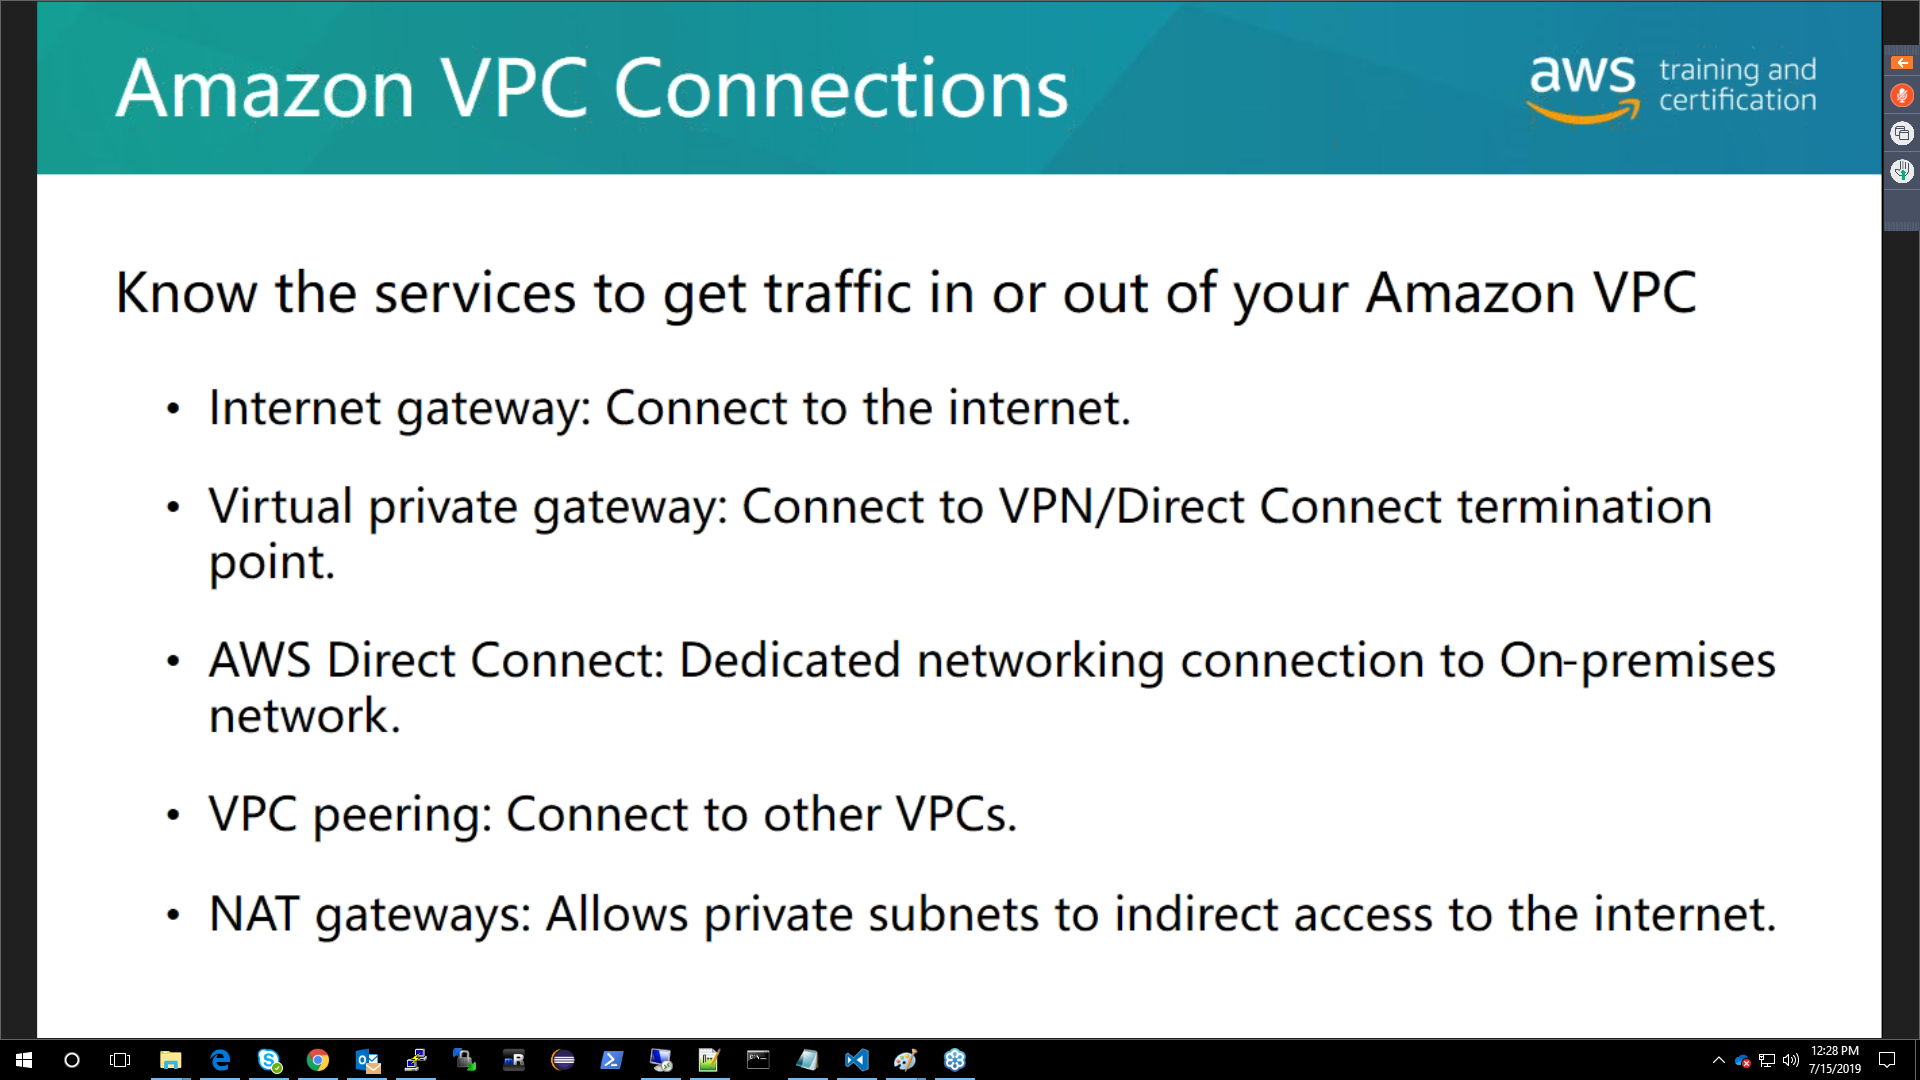 Amazon VPC Connections
aws training and
certification
Know the services to get traffic in or out of your Amazon VPC
• Internet gateway: Connect to the internet.
• Virtual private gateway: Connect to VPN/Direct Connect termination
point.
• AWS Direct Connect: Dedicated networking connection to On-premises
network.
• VPC peering: Connect to other VPCs.
• NAT gateways: Allows private subnets to indirect access to the internet.
12:28 PM
7/15/2019